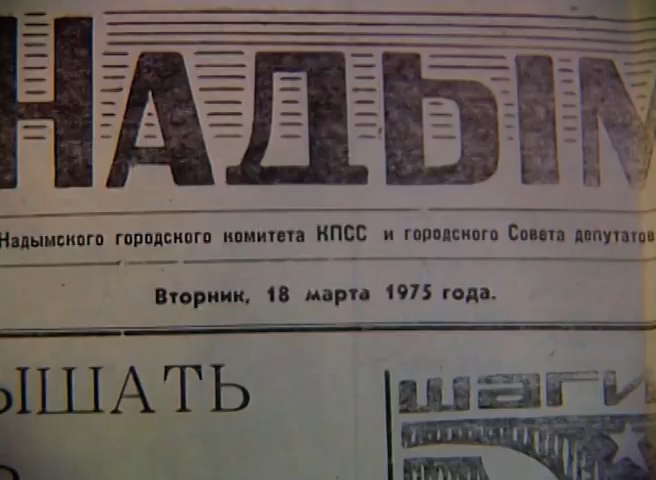 НАДЫМ
Надымского городского комитета КПСС и городского Совета депутатов
Вторник, 18 марта 1975 года.
ЫШАТЬ
шаги